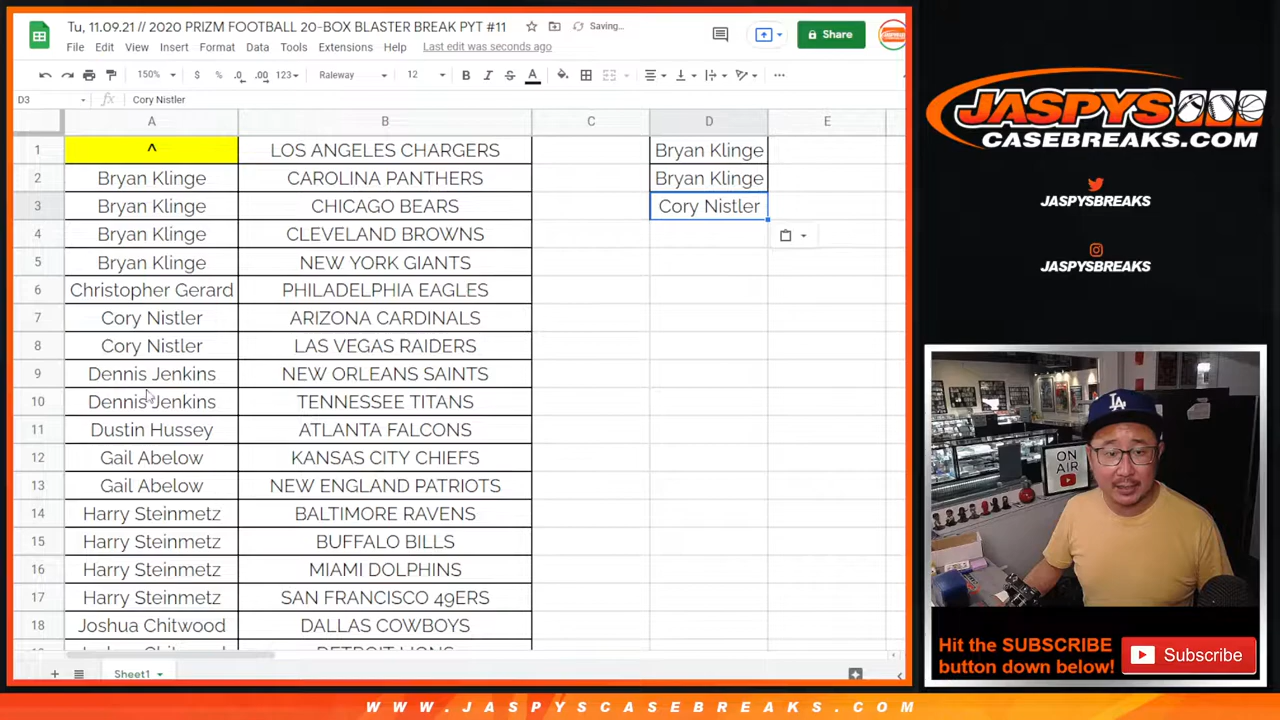 Tu, 11.09.21 // 2020 PRIZM FOOTBALL 20-BOX BLASTER BREAK PYT #11
Saving...
File Edit View Insert Format Data Tools Extensions Help Last edit was seconds ago
Share
150% $ % .0 .00 123 Raleway 12 B I S A
D3 fx Cory Nistler
A B C D E
1 ^ LOS ANGELES CHARGERS Bryan Klinge
2 Bryan Klinge CAROLINA PANTHERS Bryan Klinge
3 Bryan Klinge CHICAGO BEARS Cory Nistler
4 Bryan Klinge CLEVELAND BROWNS
5 Bryan Klinge NEW YORK GIANTS
6 Christopher Gerard PHILADELPHIA EAGLES
7 Cory Nistler ARIZONA CARDINALS
8 Cory Nistler LAS VEGAS RAIDERS
9 Dennis Jenkins NEW ORLEANS SAINTS
10 Dennis Jenkins TENNESSEE TITANS
11 Dustin Hussey ATLANTA FALCONS
12 Gail Abelow KANSAS CITY CHIEFS
13 Gail Abelow NEW ENGLAND PATRIOTS
14 Harry Steinmetz BALTIMORE RAVENS
15 Harry Steinmetz BUFFALO BILLS
16 Harry Steinmetz MIAMI DOLPHINS
17 Harry Steinmetz SAN FRANCISCO 49ERS
18 Joshua Chitwood DALLAS COWBOYS
Joshua Chitwood DETROIT LIONS
Sheet1
JASPYS
CASEBREAKS.COM
JASPYSBREAKS
JASPYSBREAKS
LA
ON
AIR
Hit the SUBSCRIBE
button down below!
Subscribe
WWW.JASPYSCASEBREAKS.COM